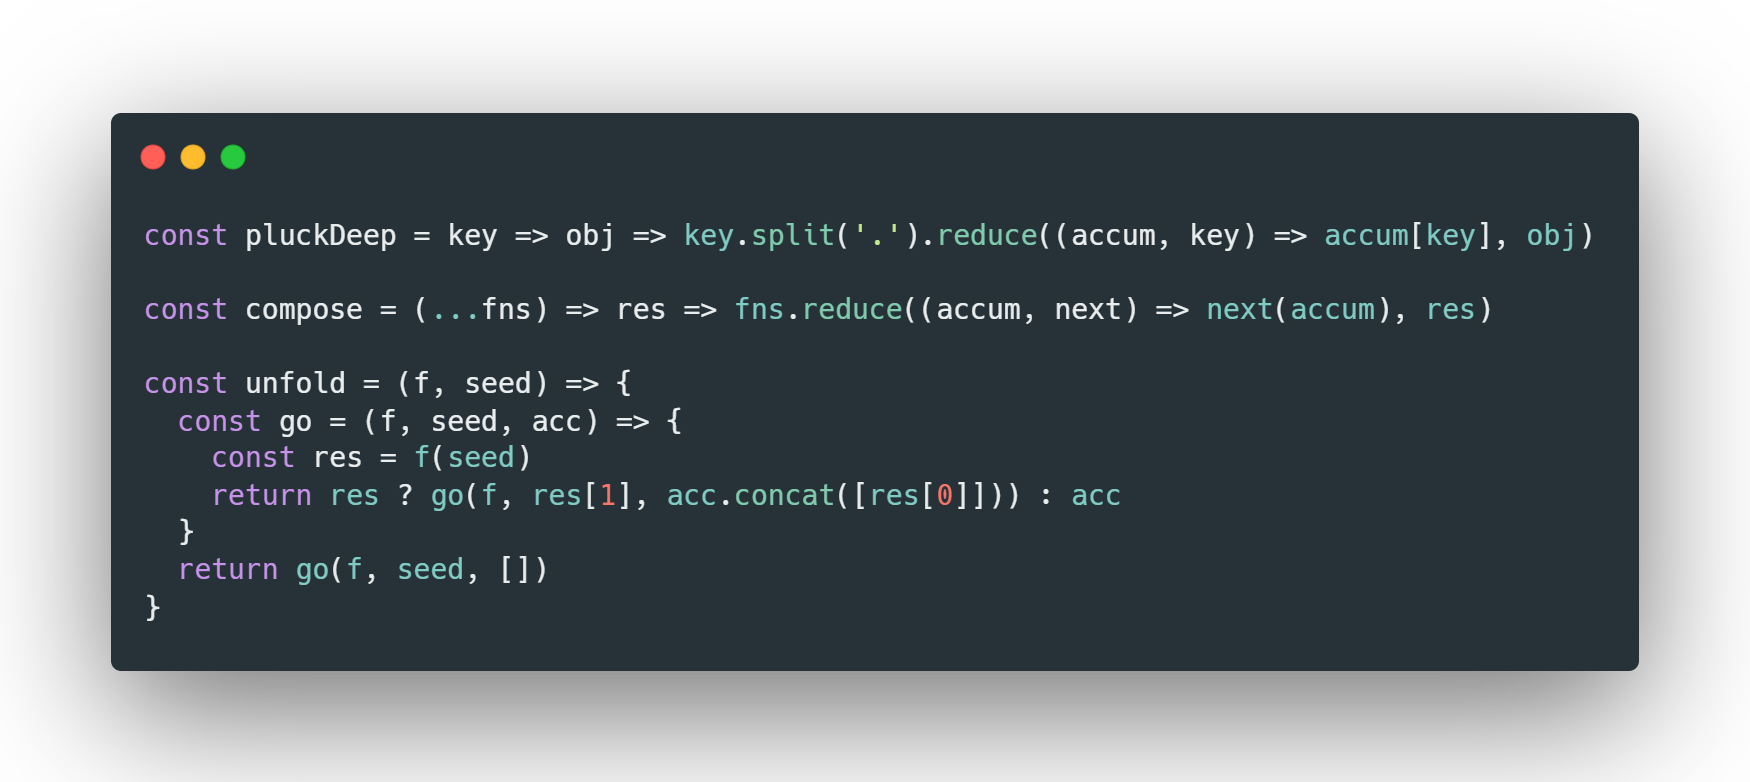 const pluckDeep = key => obj => key.split('.').reduce((accum, key) => accum[key], obj)

const compose = (...fns) => res => fns.reduce((accum, next) => next(accum), res)

const unfold = (f, seed) => {
  const go = (f, seed, acc) => {
    const res = f(seed)
    return res ? go(f, res[1], acc.concat([res[0]])) : acc
  }
  return go(f, seed, [])
}